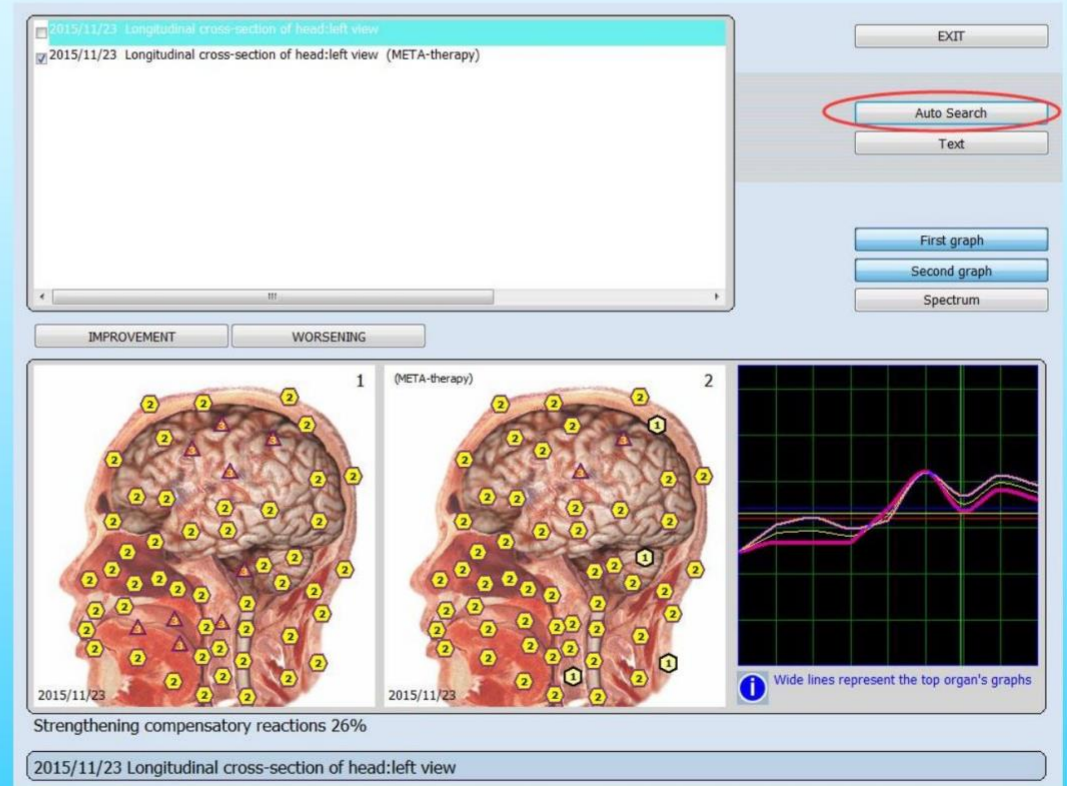 2015/11/23 Longitudinal cross-section of head:left view
2015/11/23 Longitudinal cross-section of head:left view (META-therapy)
EXIT
Auto Search
Text
First graph
Second graph
Spectrum
IMPROVEMENT
WORSENING
1
(META-therapy)
2
2015/11/23
2015/11/23
Wide lines represent the top organ's graphs
Strengthening compensatory reactions 26%
2015/11/23 Longitudinal cross-section of head:left view